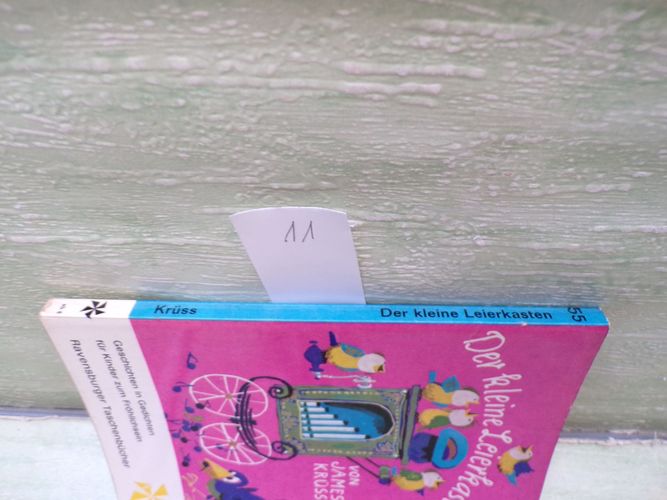 11
Krüss
Der kleine Leierkasten
55
Der kleine Leierkas
VON
JAMES
KRÜSS
Geschichten in Gedichten
für Kinder zum Fröhlichsein
Ravensburger Taschenbücher